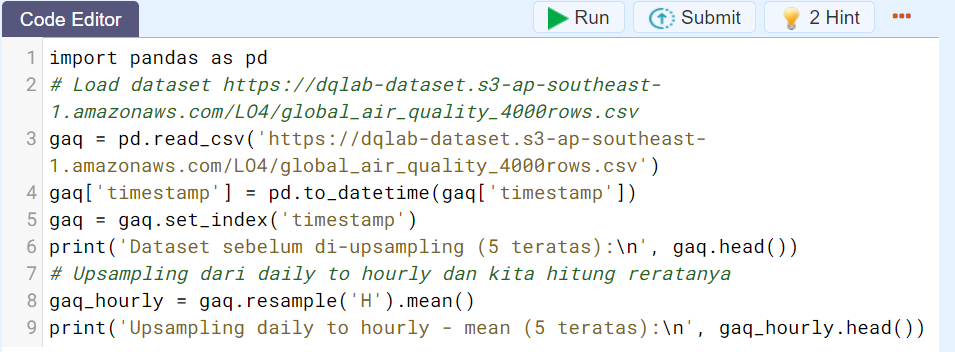 Code Editor Run Submit 2 Hint
1 import pandas as pd
2 # Load dataset https://dqlab-dataset.s3-ap-southeast-
1.amazonaws.com/LO4/global_air_quality_4000rows.csv
3 gaq = pd.read_csv('https://dqlab-dataset.s3-ap-southeast-
1.amazonaws.com/LO4/global_air_quality_4000rows.csv')
4 gaq['timestamp'] = pd.to_datetime(gaq['timestamp'])
5 gaq = gaq.set_index('timestamp')
6 print('Dataset sebelum di-upsampling (5 teratas):\n', gaq.head())
7 # Upsampling dari daily to hourly dan kita hitung reratanya
8 gaq_hourly = gaq.resample('H').mean()
9 print('Upsampling daily to hourly - mean (5 teratas):\n', gaq_hourly.head())